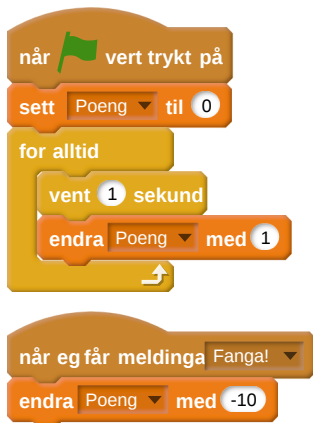 når vert trykt på
sett Poeng til 0
for alltid
vent 1 sekund
endra Poeng med 1
når eg får meldinga Fanga!
endra Poeng med -10